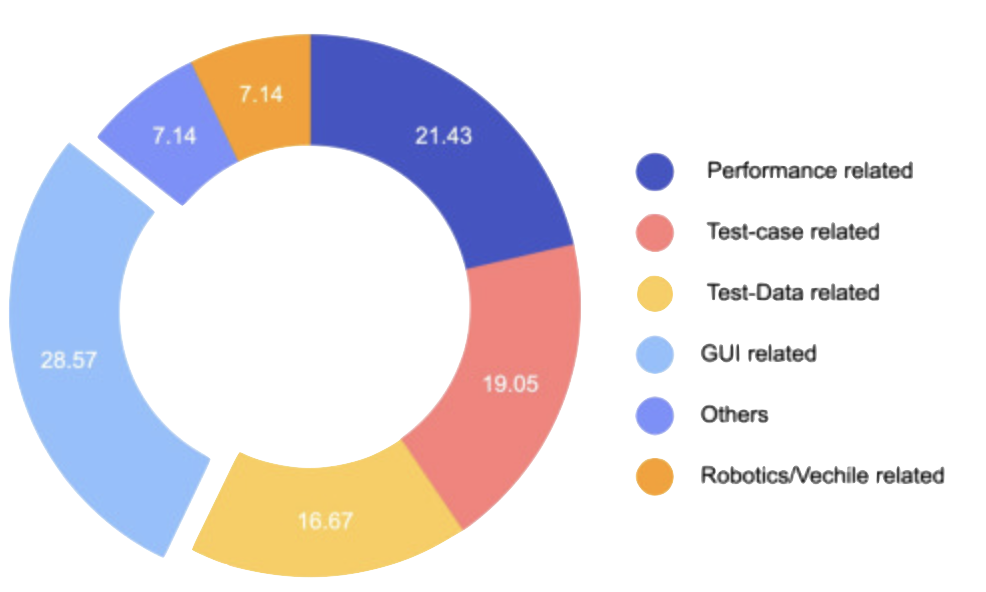 7.14
7.14
21.43
28.57
19.05
16.67
Performance related
Test-case related
Test-Data related
GUI related
Others
Robotics/Vechile related